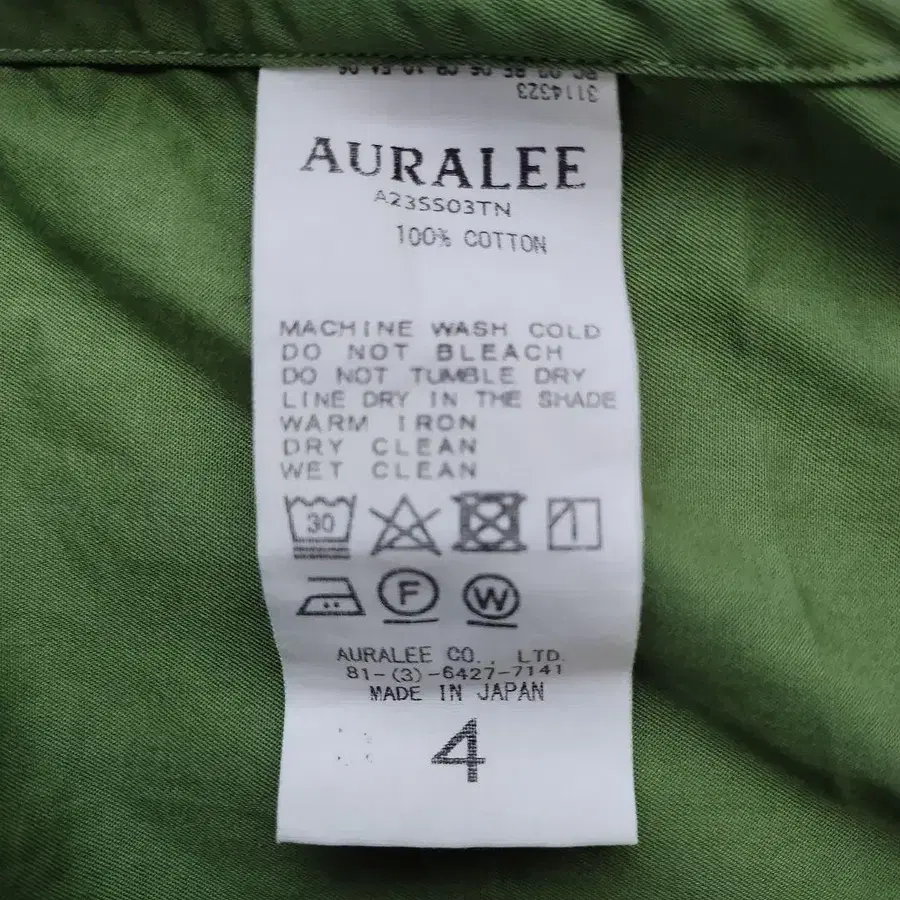 3114323
AURALEE
A23SS03TN
100% COTTON
MACHINE WASH COLD
DO NOT BLEACH
DO NOT TUMBLE DRY
LINE DRY IN THE SHADE
WARM IRON
DRY CLEAN
WET CLEAN
30
F
W
AURALEE CO., LTD.
81-(3)-6427-7141
MADE IN JAPAN
4